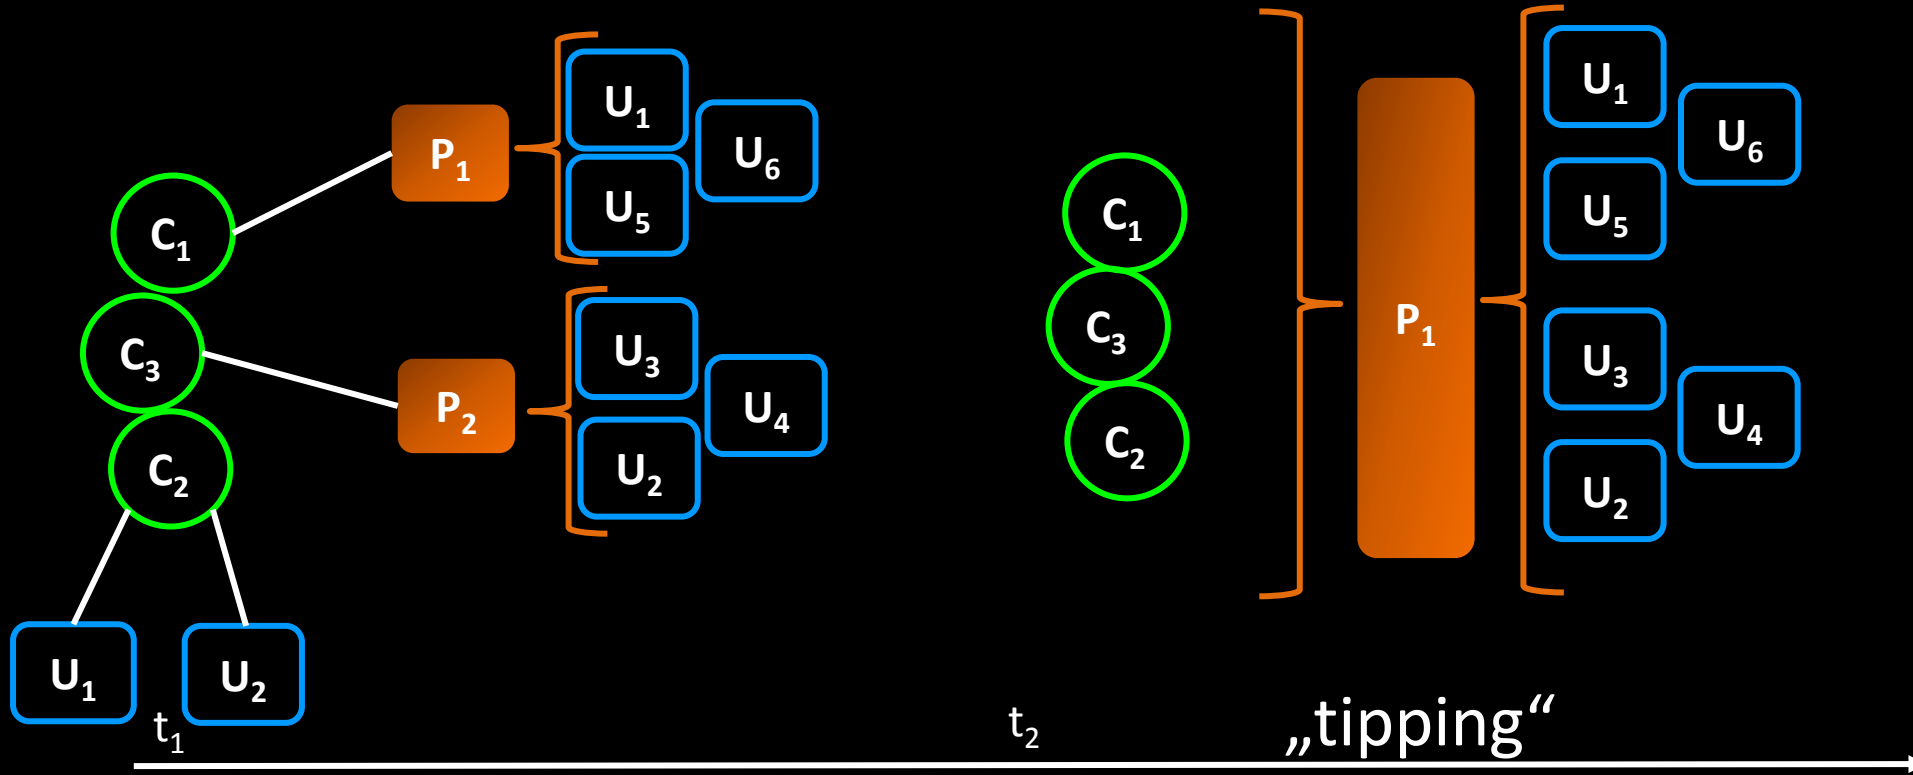 C₁
C₃
C₂
U₁
U₂
P₁
U₁
U₅
U₆
P₂
U₃
U₂
U₄
t₁
C₁
C₃
C₂
P₁
U₁
U₆
U₅
U₃
U₄
U₂
t₂
„tipping“